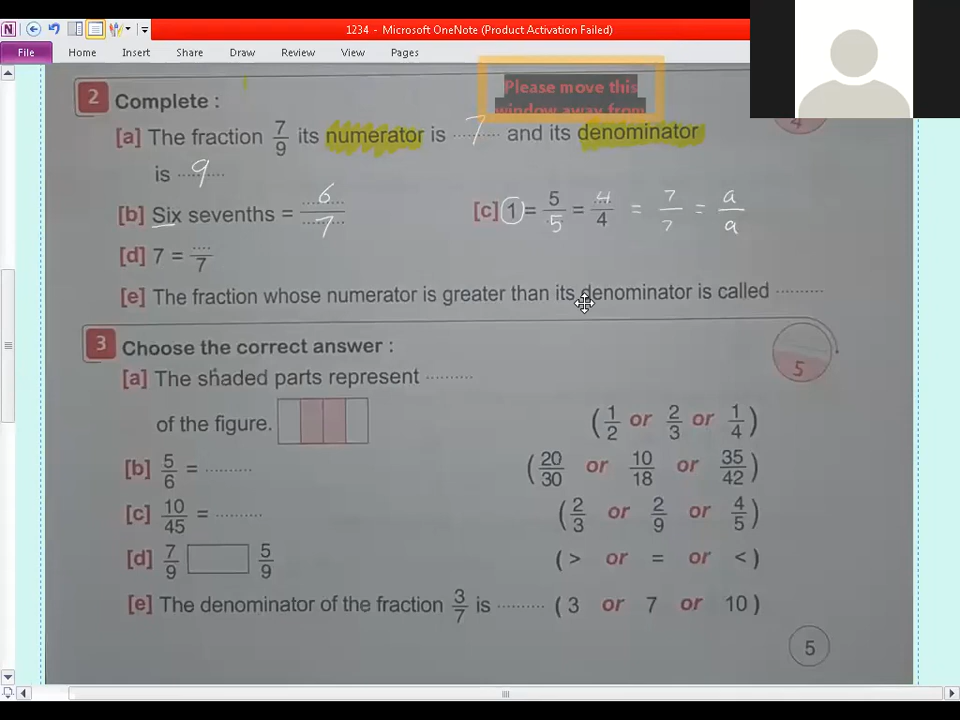 1234 - Microsoft OneNote (Product Activation Failed)
File Home Insert Share Draw Review View Pages
Please move this
window away from
2 Complete :
[a] The fraction 7/9 its numerator is 7 and its denominator
is 9
[b] Six sevenths = 6/7 [c] 1 = 5/5 = 4/4 = 7/7 = a/a
[d] 7 = ..../7
[e] The fraction whose numerator is greater than its denominator is called ..........
3 Choose the correct answer :
5
[a] The shaded parts represent ..........
of the figure. (1/2 or 2/3 or 1/4)
[b] 5/6 = .......... (20/30 or 10/18 or 35/42)
[c] 10/45 = .......... (2/3 or 2/9 or 4/5)
[d] 7/9 5/9 (> or = or <)
[e] The denominator of the fraction 3/7 is .......... (3 or 7 or 10)
5